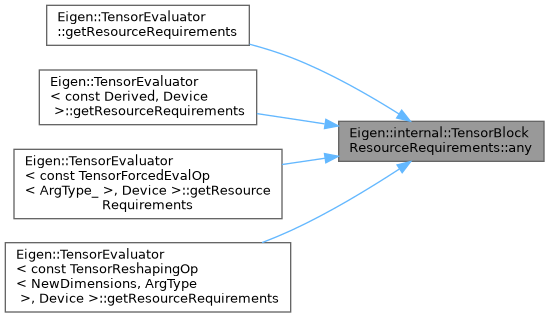 Eigen::TensorEvaluator
::getResourceRequirements
Eigen::TensorEvaluator
< const Derived, Device
>::getResourceRequirements
Eigen::internal::TensorBlock
ResourceRequirements::any
Eigen::TensorEvaluator
< const TensorForcedEvalOp
< ArgType_ >, Device >::getResource
Requirements
Eigen::TensorEvaluator
< const TensorReshapingOp
< NewDimensions, ArgType
>, Device >::getResourceRequirements